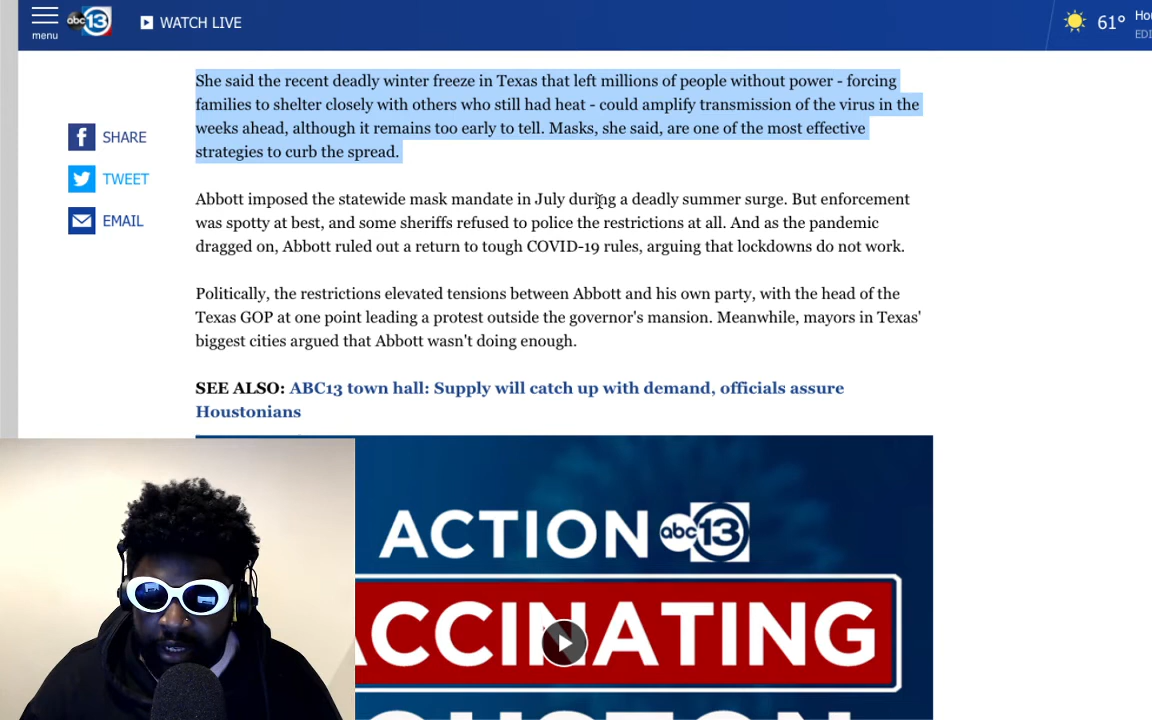 menu
abc 13
WATCH LIVE
61°
SHARE
TWEET
EMAIL
She said the recent deadly winter freeze in Texas that left millions of people without power - forcing
families to shelter closely with others who still had heat - could amplify transmission of the virus in the
weeks ahead, although it remains too early to tell. Masks, she said, are one of the most effective
strategies to curb the spread.
Abbott imposed the statewide mask mandate in July during a deadly summer surge. But enforcement
was spotty at best, and some sheriffs refused to police the restrictions at all. And as the pandemic
dragged on, Abbott ruled out a return to tough COVID-19 rules, arguing that lockdowns do not work.
Politically, the restrictions elevated tensions between Abbott and his own party, with the head of the
Texas GOP at one point leading a protest outside the governor's mansion. Meanwhile, mayors in Texas'
biggest cities argued that Abbott wasn't doing enough.
SEE ALSO: ABC13 town hall: Supply will catch up with demand, officials assure
Houstonians
ACTION abc 13
ACCINATING